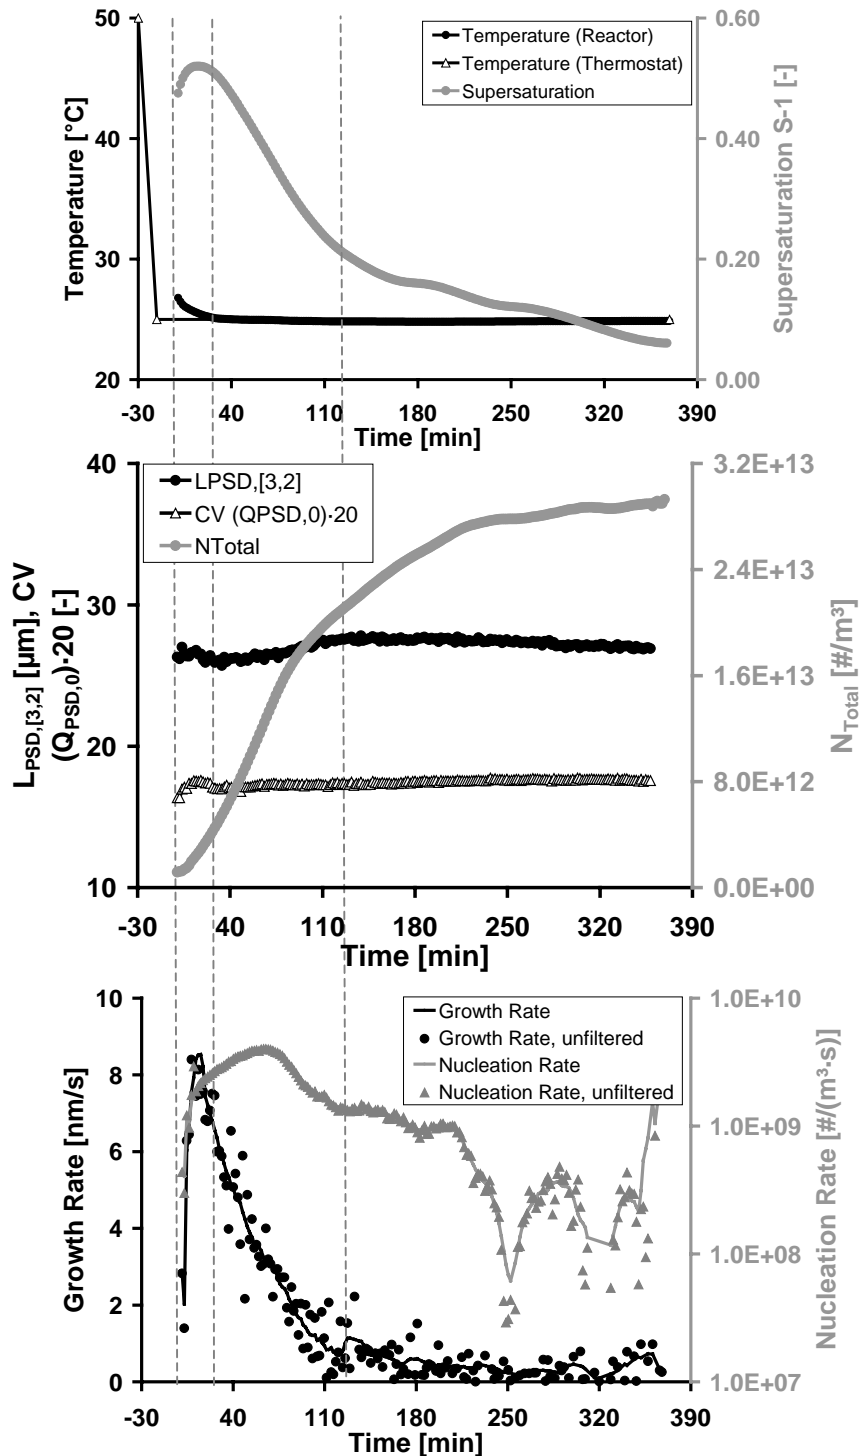 50
40
30
20
Temperature [°C]
Temperature (Reactor)
Temperature (Thermostat)
Supersaturation
0.60
0.40
0.20
0.00
Supersaturation S-1 [-]
-30 40 110 180 250 320 390
Time [min]
40
30
20
10
LPSD,[3,2] [µm], CV
(QPSD,0)·20 [-]
LPSD,[3,2]
CV (QPSD,0)·20
NTotal
3.2E+13
2.4E+13
1.6E+13
8.0E+12
0.0E+00
NTotal [#/m³]
-30 40 110 180 250 320 390
Time [min]
10
8
6
4
2
0
Growth Rate [nm/s]
Growth Rate
Growth Rate, unfiltered
Nucleation Rate
Nucleation Rate, unfiltered
1.0E+10
1.0E+09
1.0E+08
1.0E+07
Nucleation Rate [#/(m³·s)]
-30 40 110 180 250 320 390
Time [min]